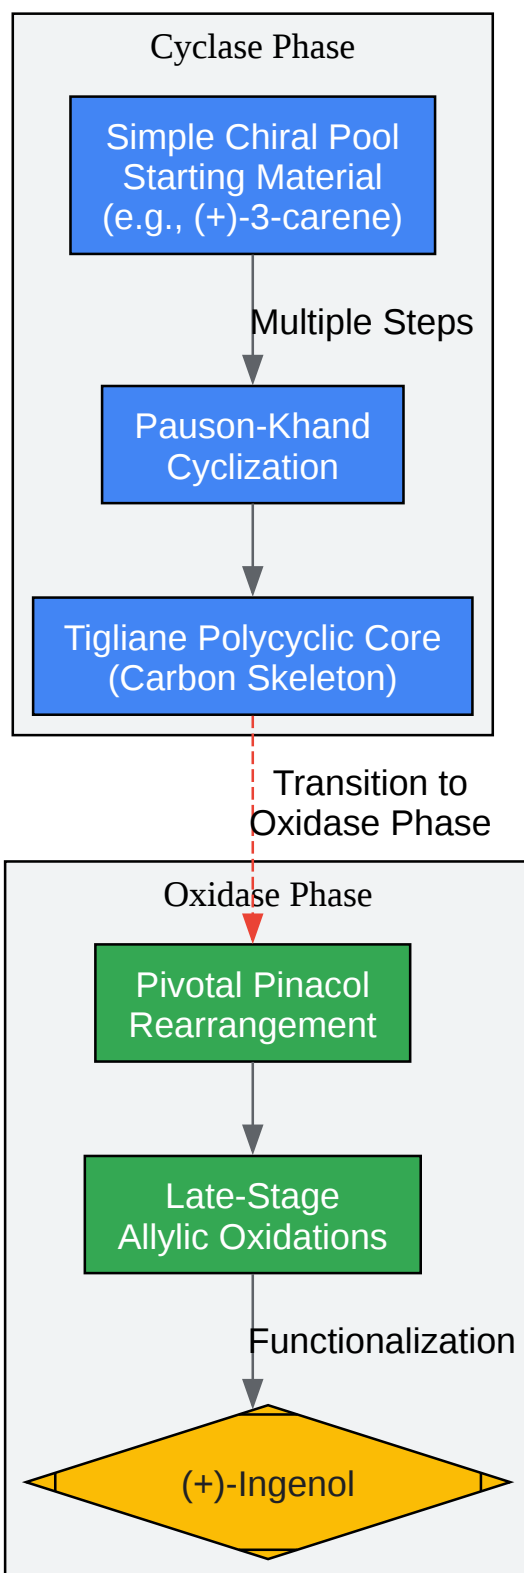 Cyclase Phase
Simple Chiral Pool
Starting Material
(e.g., (+)-3-carene)
Multiple Steps
Pauson-Khand
Cyclization
Tigliane Polycyclic Core
(Carbon Skeleton)
Transition to
Oxidase Phase
Oxidase Phase
Pivotal Pinacol
Rearrangement
Late-Stage
Allylic Oxidations
Functionalization
(+)-Ingenol